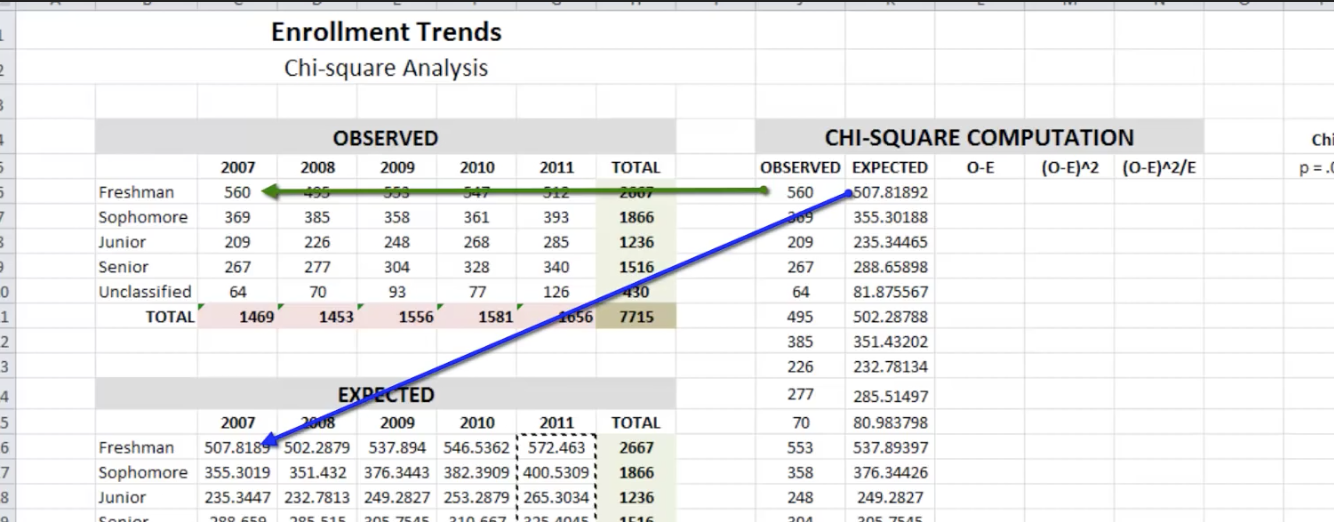 Enrollment Trends
Chi-square Analysis
OBSERVED CHI-SQUARE COMPUTATION Chi
2007 2008 2009 2010 2011 TOTAL OBSERVED EXPECTED O-E (O-E)^2 (O-E)^2/E p = .0
Freshman 560 495 553 547 512 2667 560 507.81892
Sophomore 369 385 358 361 393 1866 369 355.30188
Junior 209 226 248 268 285 1236 209 235.34465
Senior 267 277 304 328 340 1516 267 288.65898
Unclassified 64 70 93 77 126 430 64 81.875567
TOTAL 1469 1453 1556 1581 1656 7715 495 502.28788
385 351.43202
226 232.78134
EXPECTED 277 285.51497
2007 2008 2009 2010 2011 TOTAL 70 80.983798
Freshman 507.8189 502.2879 537.894 546.5362 572.463 2667 553 537.89397
Sophomore 355.3019 351.432 376.3443 382.3909 400.5309 1866 358 376.34426
Junior 235.3447 232.7813 249.2827 253.2879 265.3034 1236 248 249.2827
Senior 288.659 285.515 305.7545 310.667 325.4045 1516 304 305.7545